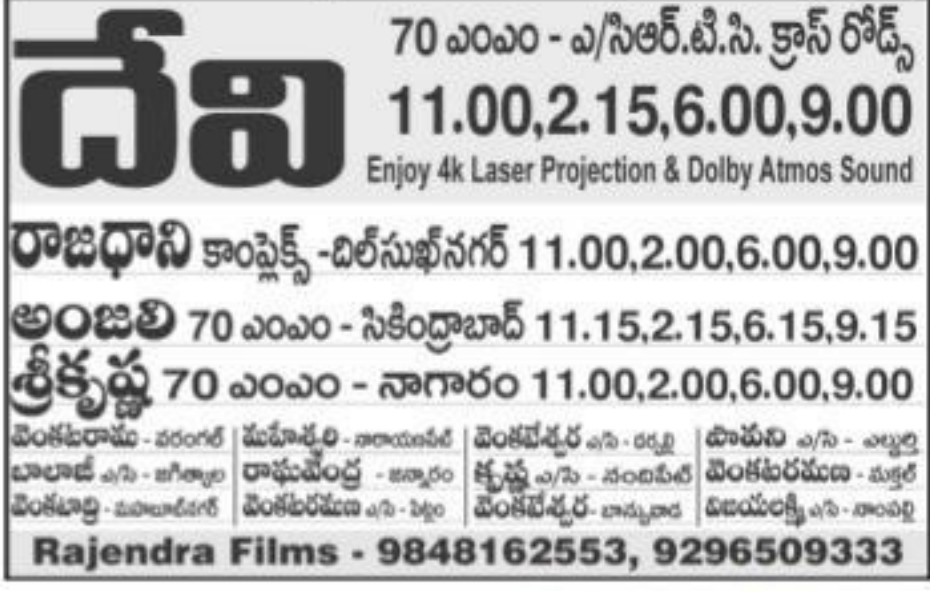 దేవి 70 ఎంఎం - ఎ/సిఆర్.టి.సి. క్రాస్ రోడ్స్
11.00,2.15,6.00,9.00
Enjoy 4k Laser Projection & Dolby Atmos Sound
రాజధాని కాంప్లెక్స్ -దిల్‌సుఖ్‌నగర్ 11.00,2.00,6.00,9.00
అంజలి 70 ఎంఎం - సికింద్రాబాద్ 11.15,2.15,6.15,9.15
శ్రీకృష్ణ 70 ఎంఎం - నాగారం 11.00,2.00,6.00,9.00
వెంకటరామ - వరంగల్ | మహేశ్వరి - నారాయణపేట్ | వెంకటేశ్వర ఎ/సి - దర్పల్లి | పావని ఎ/సి -
బాలాజీ ఎ/సి - జగిత్యాల | రాఘవేంద్ర - జన్నారం | కృష్ణ ఎ/సి - నందిపేట్ | వెంకటరమణ - మక్తల్
వెంకటాద్రి - మహబూబ్‌నగర్ | వెంకటరమణ ఎ/సి - పిట్లం | వెంకటేశ్వర- బాన్సువాడ | విజయలక్ష్మి ఎ/సి - నాంపల్లి
Rajendra Films - 9848162553, 9296509333